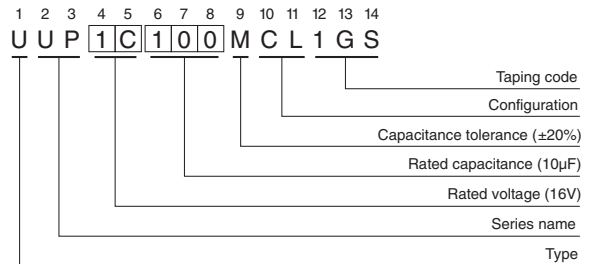 1 2 3 4 5 6 7 8 9 10 11 12 13 14
U U P 1 C 1 0 0 M C L 1 G S
Taping code
Configuration
Capacitance tolerance (±20%)
Rated capacitance (10µF)
Rated voltage (16V)
Series name
Type